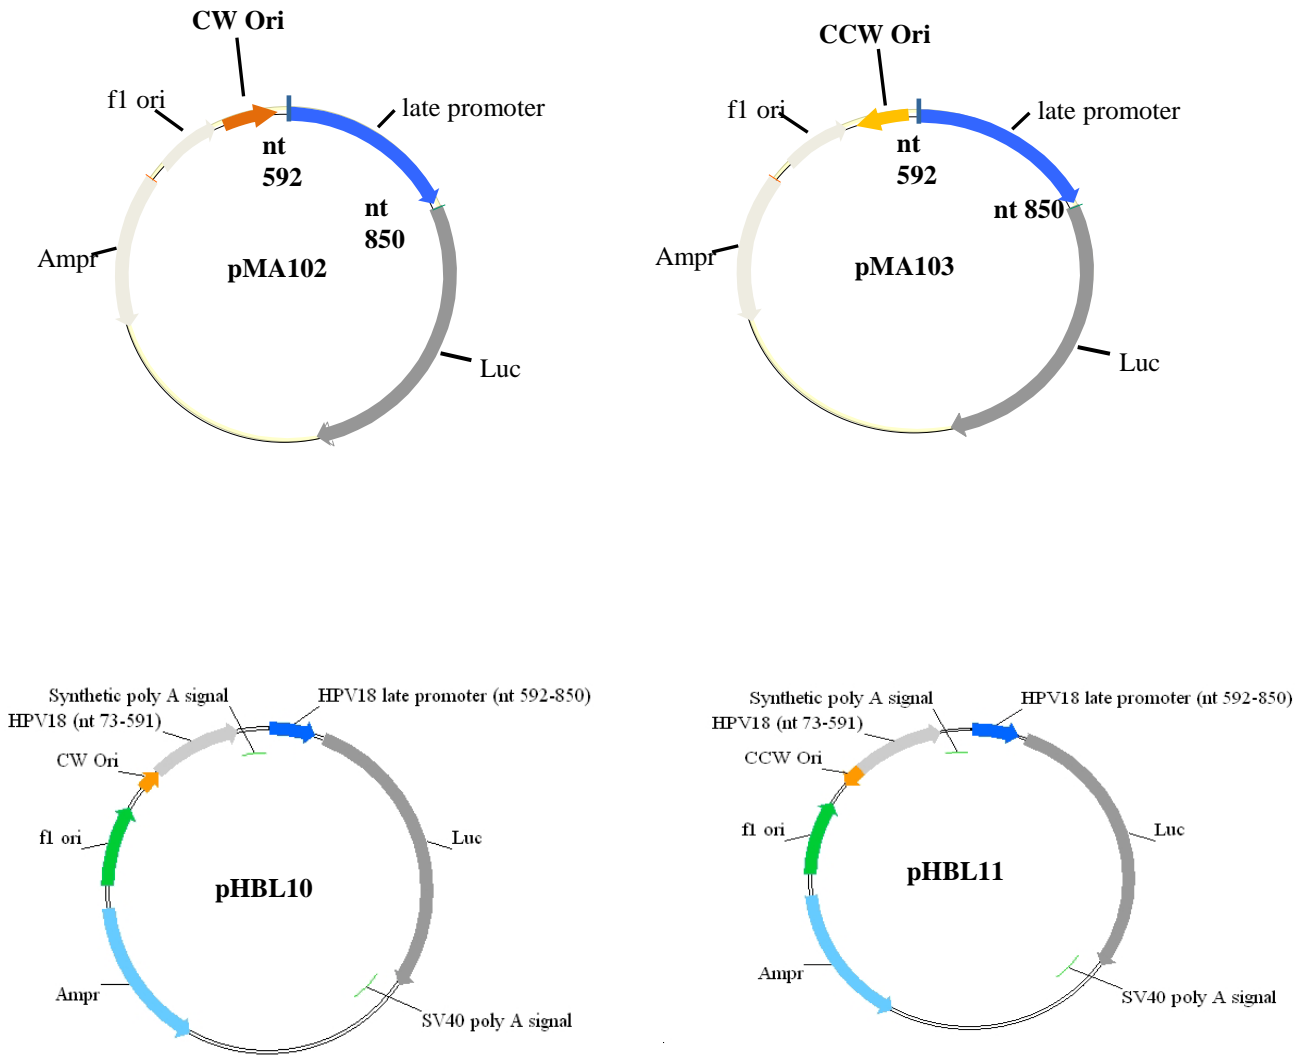 CW Ori
f1 ori
late promoter
nt
592
nt
850
Ampr
pMA102
Luc
CCW Ori
f1 ori
late promoter
nt
592
nt 850
Ampr
pMA103
Luc
Synthetic poly A signal
HPV18 late promoter (nt 592-850)
HPV18 (nt 73-591)
CW Ori
f1 ori
Luc
pHBL10
Ampr
SV40 poly A signal
Synthetic poly A signal
HPV18 late promoter (nt 592-850)
HPV18 (nt 73-591)
CCW Ori
f1 ori
Luc
pHBL11
Ampr
SV40 poly A signal